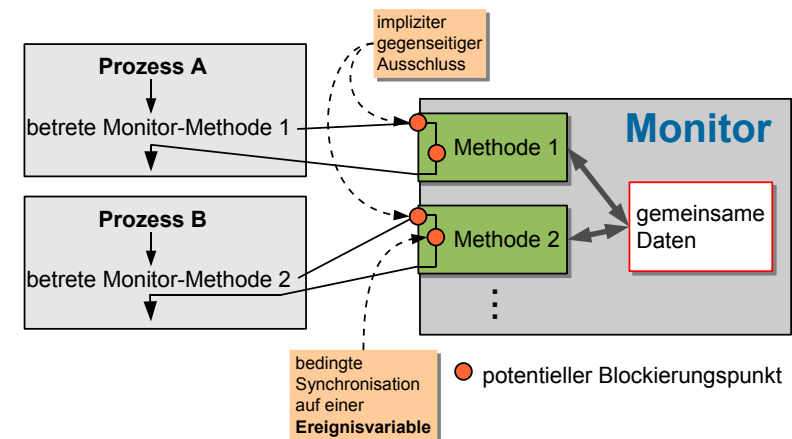 impliziter
gegenseitiger
Ausschluss
Prozess A
betrete Monitor-Methode 1
Monitor
Methode 1
Prozess B
betrete Monitor-Methode 2
Methode 2
gemeinsame
Daten
bedingte
Synchronisation
auf einer
Ereignisvariable
potentieller Blockierungspunkt